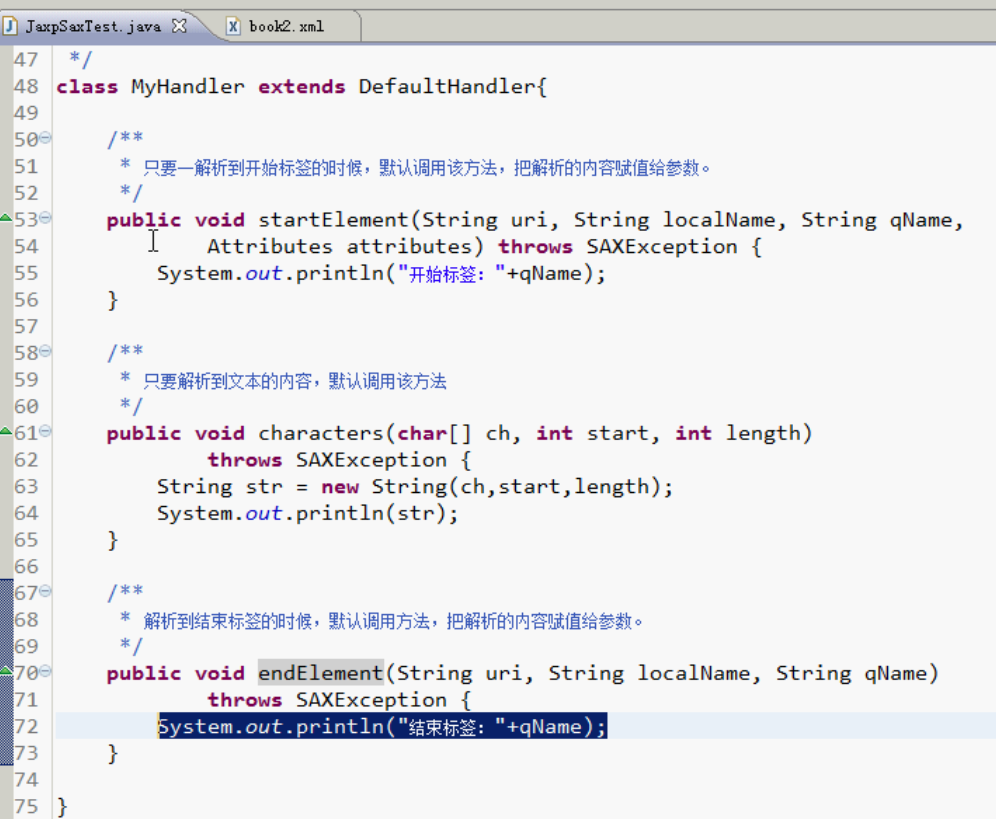 JaxpSaxTest.java book2.xml
47 */
48 class MyHandler extends DefaultHandler{
49
50 /**
51 * 只要一解析到开始标签的时候，默认调用该方法，把解析的内容赋值给参数。
52 */
53 public void startElement(String uri, String localName, String qName,
54 Attributes attributes) throws SAXException {
55 System.out.println("开始标签："+qName);
56 }
57
58 /**
59 * 只要解析到文本的内容，默认调用该方法
60 */
61 public void characters(char[] ch, int start, int length)
62 throws SAXException {
63 String str = new String(ch,start,length);
64 System.out.println(str);
65 }
66
67 /**
68 * 解析到结束标签的时候，默认调用方法，把解析的内容赋值给参数。
69 */
70 public void endElement(String uri, String localName, String qName)
71 throws SAXException {
72 System.out.println("结束标签："+qName);
73 }
74
75 }